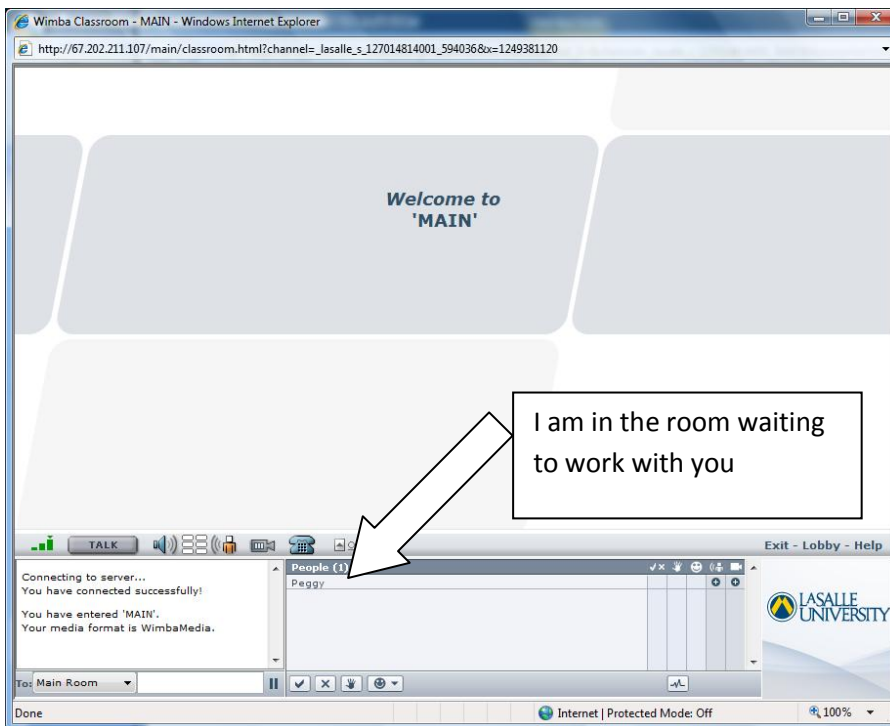 Wimba Classroom - MAIN - Windows Internet Explorer
http://67.202.211.107/main/classroom.html?channel=_lasalle_s_127014814001_594036&x=1249381120
Welcome to
'MAIN'
I am in the room waiting
to work with you
TALK
Exit - Lobby - Help
Connecting to server...
You have connected successfully!
You have entered 'MAIN'.
Your media format is WimbaMedia.
People (1)
Peggy
LASALLE
UNIVERSITY
To: Main Room
Done
Internet | Protected Mode: Off
100%